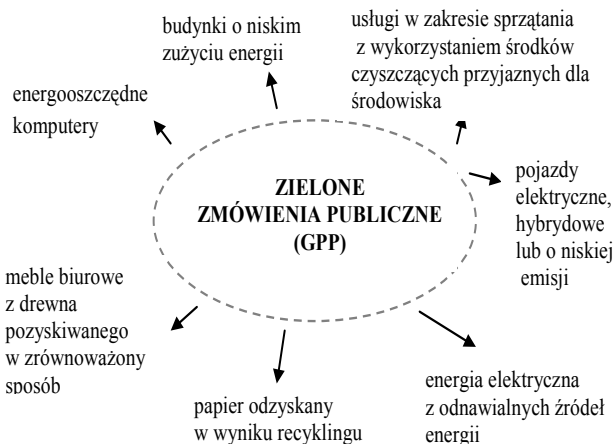 budynki o niskim
zużyciu energii
usługi w zakresie sprzątania
z wykorzystaniem środków
czyszczących przyjaznych dla
środowiska
energooszczędne
komputery
ZIELONE
ZMÓWIENIA PUBLICZNE
(GPP)
pojazdy
elektryczne,
hybrydowe
lub o niskiej
emisji
meble biurowe
z drewna
pozyskiwanego
w zrównoważony
sposób
papier odzyskany
w wyniku recyklingu
energia elektryczna
z odnawialnych źródeł
energii